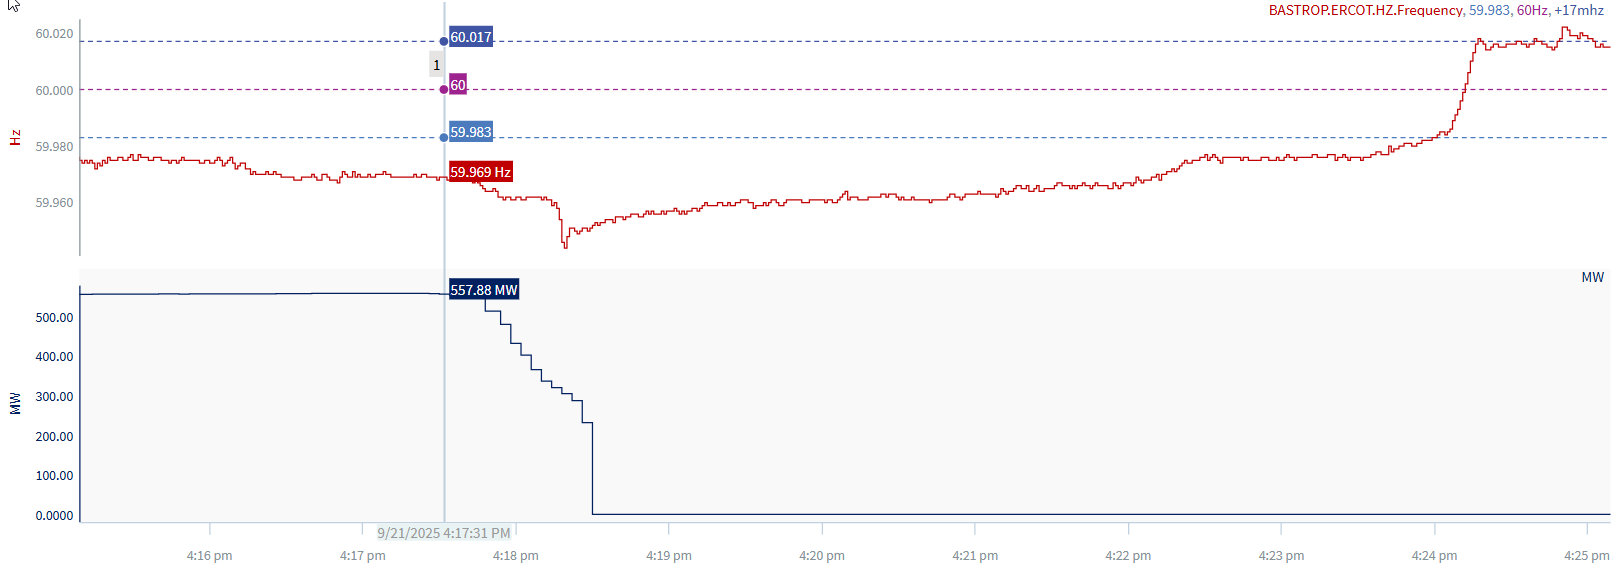 BASTROP.ERCOT.HZ.Frequency, 59.983, 60Hz, +17mhz
60.020
60.000
59.980
59.960
Hz
60.017
1
60
59.983
59.969 Hz
MW
557.88 MW
500.00
400.00
300.00
200.00
100.00
0.0000
MW
9/21/2025 4:17:31 PM
4:16 pm
4:17 pm
4:18 pm
4:19 pm
4:20 pm
4:21 pm
4:22 pm
4:23 pm
4:24 pm
4:25 pm